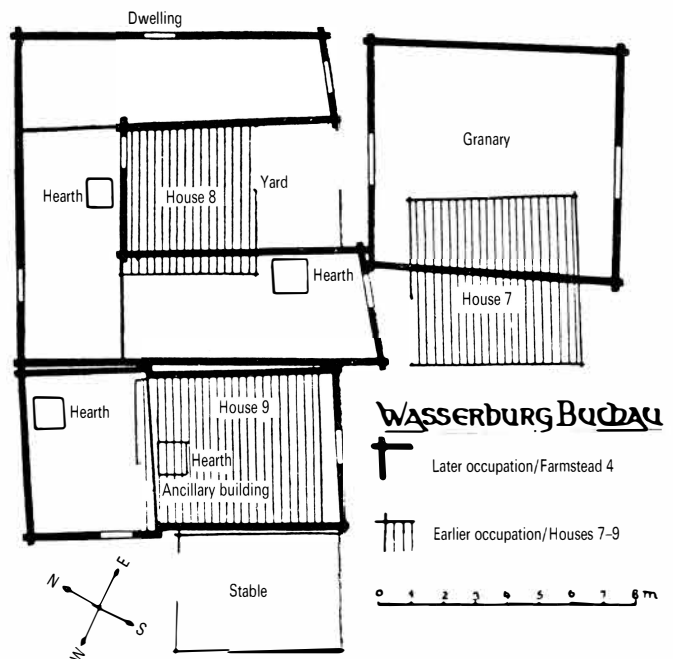 Dwelling
Granary
Hearth
House 8
Yard
Hearth
House 7
Hearth
House 9
Hearth
Ancillary building
WASSERBURG BUCHAU
Later occupation/Farmstead 4
Earlier occupation/Houses 7–9
Stable
N
E
S
W
0 1 2 3 4 5 6 7 8 m